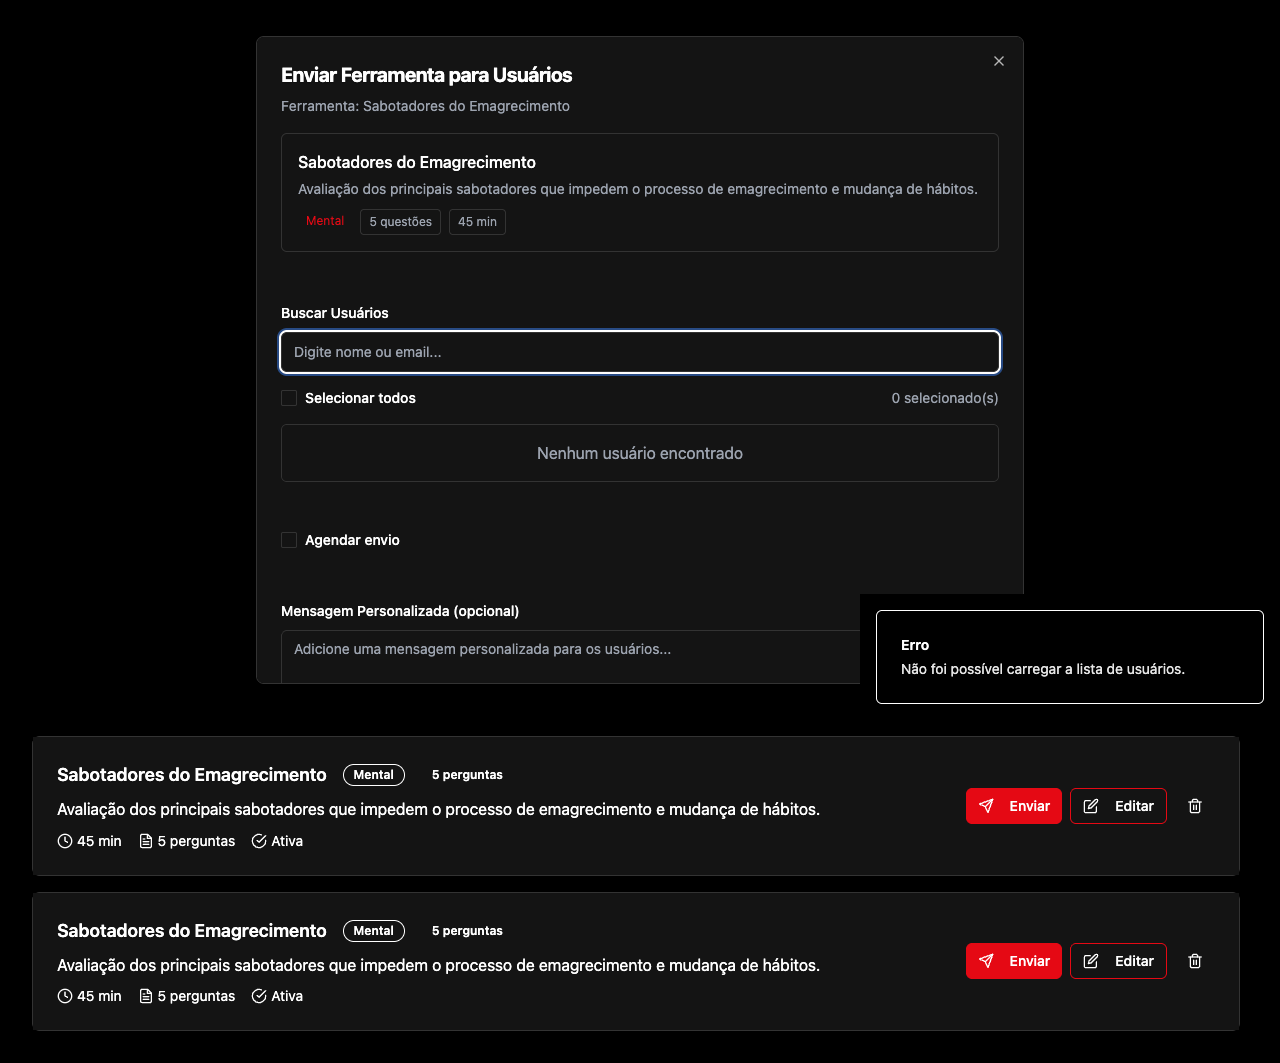 Enviar Ferramenta para Usuários
Ferramenta: Sabotadores do Emagrecimento
Sabotadores do Emagrecimento
Avaliação dos principais sabotadores que impedem o processo de emagrecimento e mudança de hábitos.
Mental 5 questões 45 min
Buscar Usuários
Digite nome ou email...
Selecionar todos 0 selecionado(s)
Nenhum usuário encontrado
Agendar envio
Mensagem Personalizada (opcional)
Adicione uma mensagem personalizada para os usuários...
Erro
Não foi possível carregar a lista de usuários.
Sabotadores do Emagrecimento Mental 5 perguntas
Avaliação dos principais sabotadores que impedem o processo de emagrecimento e mudança de hábitos.
45 min 5 perguntas Ativa
Enviar Editar
Sabotadores do Emagrecimento Mental 5 perguntas
Avaliação dos principais sabotadores que impedem o processo de emagrecimento e mudança de hábitos.
45 min 5 perguntas Ativa
Enviar Editar